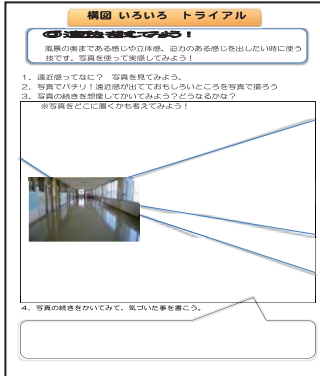 構図 いろいろ トライアル
風景の奥まである感じや立体感、迫力のある感じを出したい時に使う
技です。写真を使って実感してみよう！
1．遠近感ってなに？　写真を見てみよう。
2．写真でパチリ！遠近感が出てておもしろいところを写真で撮ろう
3．写真の続きを想像してかいてみよう？どうなるかな？
※写真をどこに置くかも考えてみよう！
4．写真の続きをかいてみて、気づいた事を書こう。